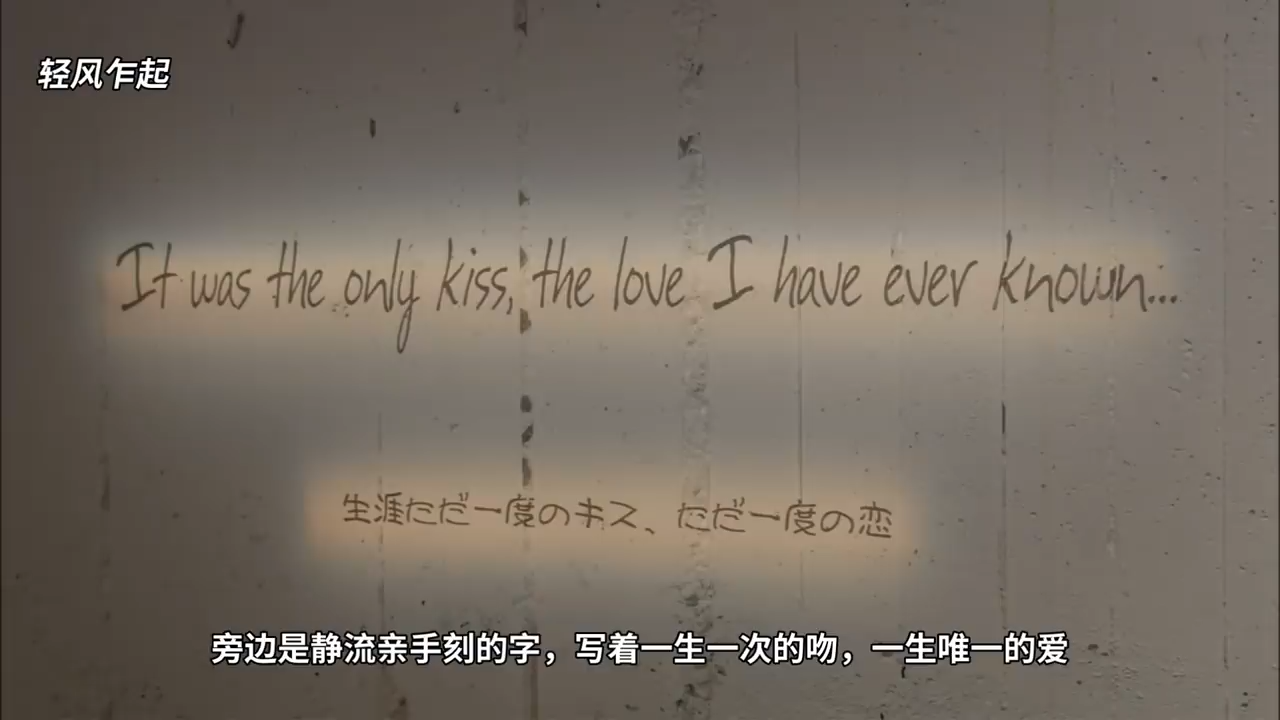 轻风乍起
It was the only kiss, the love I have ever known...
生涯ただ一度のキス、ただ一度の恋
旁边是静流亲手刻的字，写着一生一次的吻，一生唯一的爱